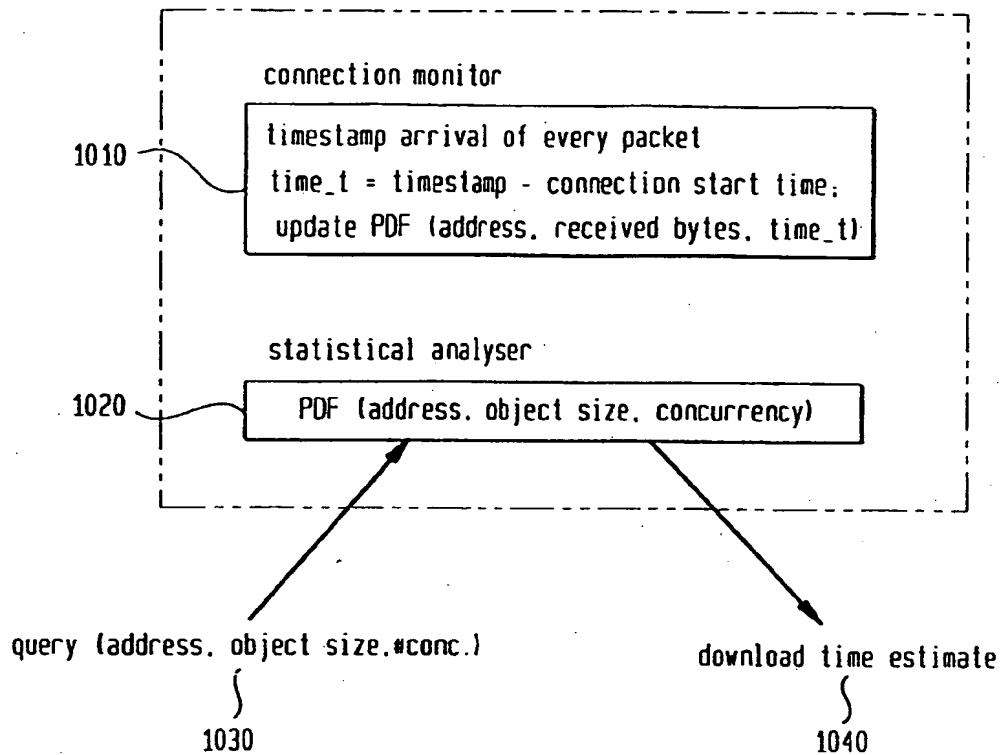 connection monitor
timestamp arrival of every packet
1010
time_t = timestamp - connection start time;
update PDF (address, received bytes, time_t)
statistical analyser
1020
PDF (address, object size, concurrency)
query (address, object size,#conc.)
download time estimate
1030
1040